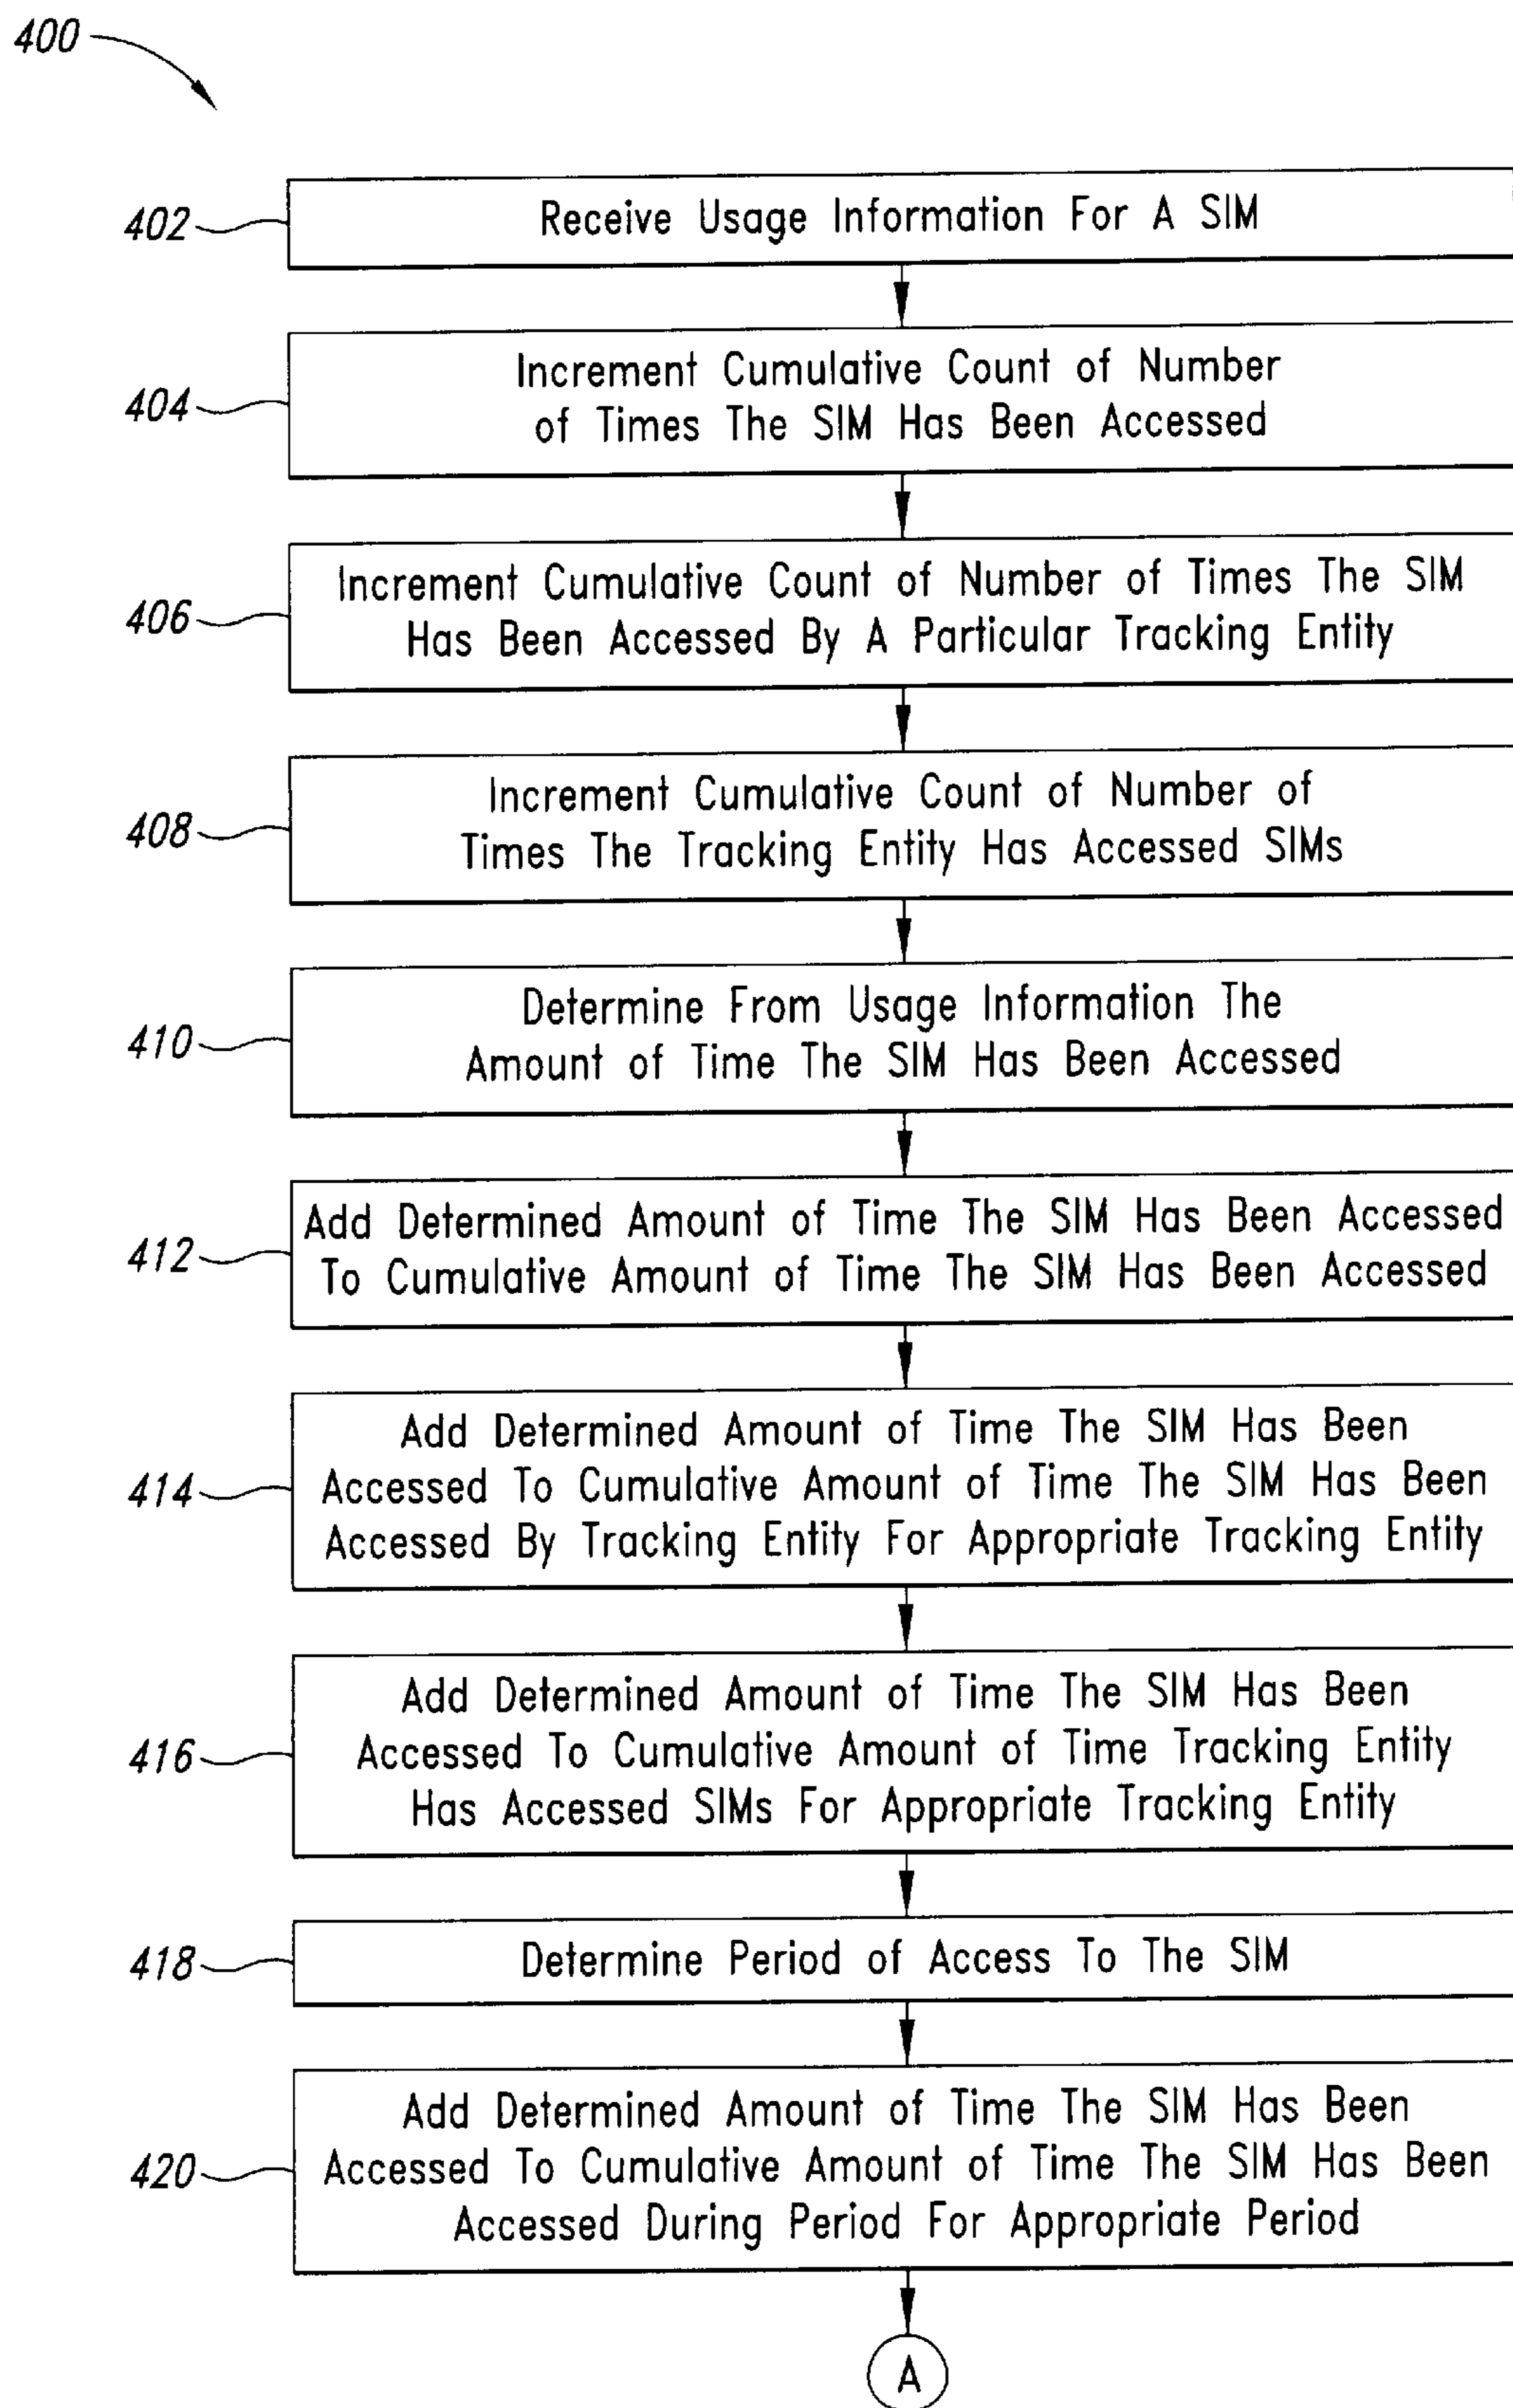 400
402
Receive Usage Information For A SIM
404
Increment Cumulative Count of Number
of Times The SIM Has Been Accessed
406
Increment Cumulative Count of Number of Times The SIM
Has Been Accessed By A Particular Tracking Entity
408
Increment Cumulative Count of Number of
Times The Tracking Entity Has Accessed SIMs
410
Determine From Usage Information The
Amount of Time The SIM Has Been Accessed
412
Add Determined Amount of Time The SIM Has Been Accessed
To Cumulative Amount of Time The SIM Has Been Accessed
414
Add Determined Amount of Time The SIM Has Been
Accessed To Cumulative Amount of Time The SIM Has Been
Accessed By Tracking Entity For Appropriate Tracking Entity
416
Add Determined Amount of Time The SIM Has Been
Accessed To Cumulative Amount of Time Tracking Entity
Has Accessed SIMs For Appropriate Tracking Entity
418
Determine Period of Access To The SIM
420
Add Determined Amount of Time The SIM Has Been
Accessed To Cumulative Amount of Time The SIM Has Been
Accessed During Period For Appropriate Period
A